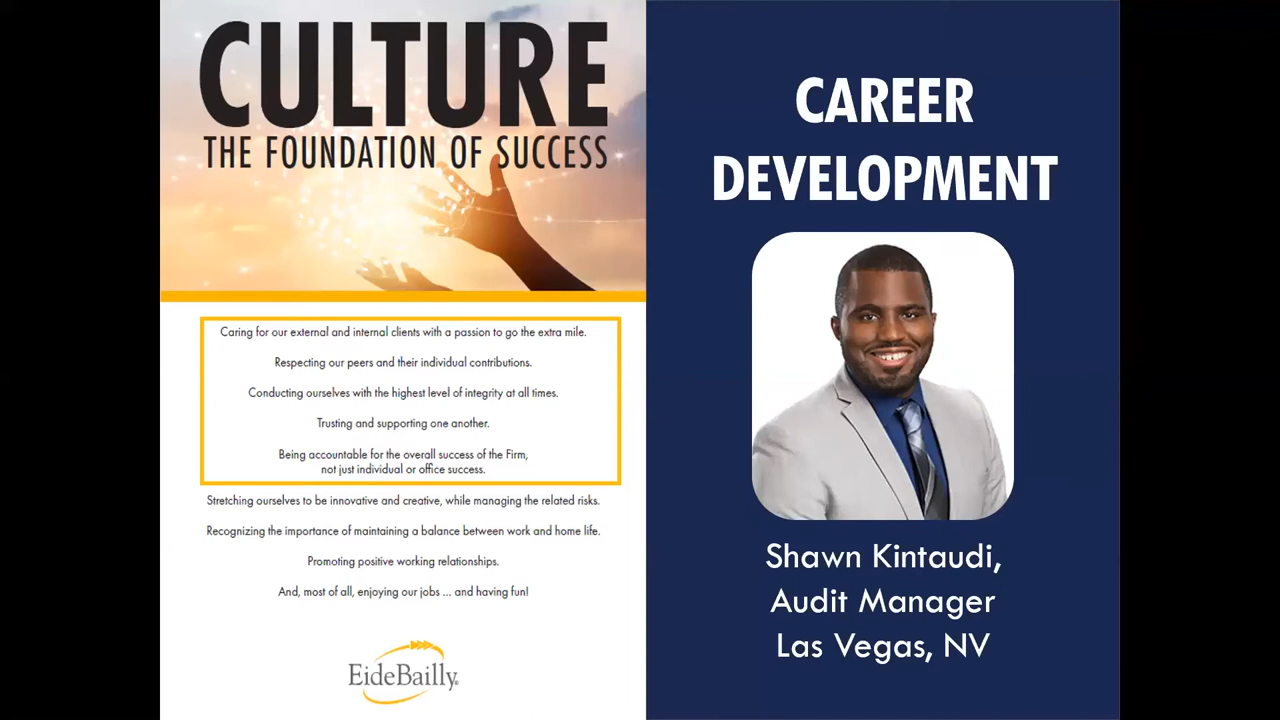 CULTURE
THE FOUNDATION OF SUCCESS
Caring for our external and internal clients with a passion to go the extra mile.
Respecting our peers and their individual contributions.
Conducting ourselves with the highest level of integrity at all times.
Trusting and supporting one another.
Being accountable for the overall success of the Firm,
not just individual or office success.
Stretching ourselves to be innovative and creative, while managing the related risks.
Recognizing the importance of maintaining a balance between work and home life.
Promoting positive working relationships.
And, most of all, enjoying our jobs ... and having fun!
EideBailly®
CAREER
DEVELOPMENT
Shawn Kintaudi,
Audit Manager
Las Vegas, NV